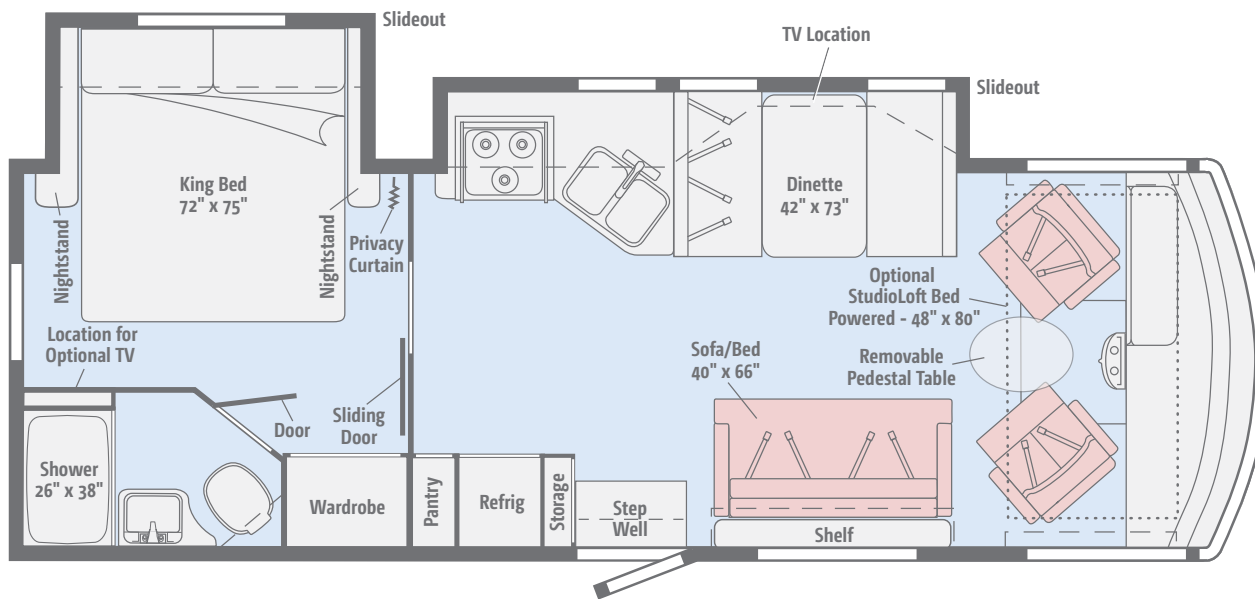 Slideout
TV Location
Slideout
King Bed
72" x 75"
Dinette
42" x 73"
Nightstand
Nightstand
Privacy
Curtain
Optional
StudioLoft Bed
Powered - 48" x 80"
Location for
Optional TV
Sofa/Bed
40" x 66"
Removable
Pedestal Table
Door
Sliding
Door
Shower
26" x 38"
Wardrobe
Pantry
Refrig
Storage
Step
Well
Shelf